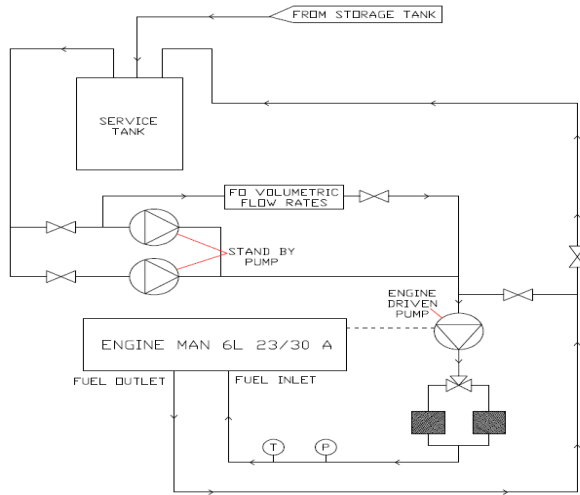 FROM STORAGE TANK
SERVICE
TANK
FO VOLUMETRIC
FLOW RATES
STAND BY
PUMP
ENGINE
DRIVEN
PUMP
ENGINE MAN 6L 23/30 A
FUEL OUTLET
FUEL INLET
T
P